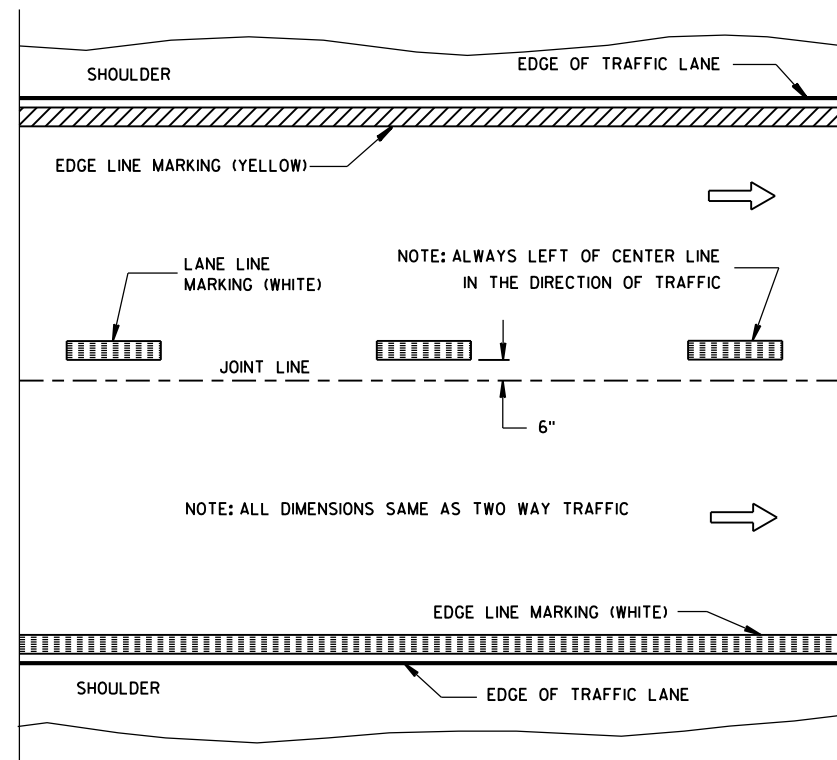 SHOULDER
EDGE OF TRAFFIC LANE
EDGE LINE MARKING (YELLOW)
LANE LINE
MARKING (WHITE)
NOTE: ALWAYS LEFT OF CENTER LINE
IN THE DIRECTION OF TRAFFIC
JOINT LINE
6"
NOTE: ALL DIMENSIONS SAME AS TWO WAY TRAFFIC
EDGE LINE MARKING (WHITE)
SHOULDER
EDGE OF TRAFFIC LANE